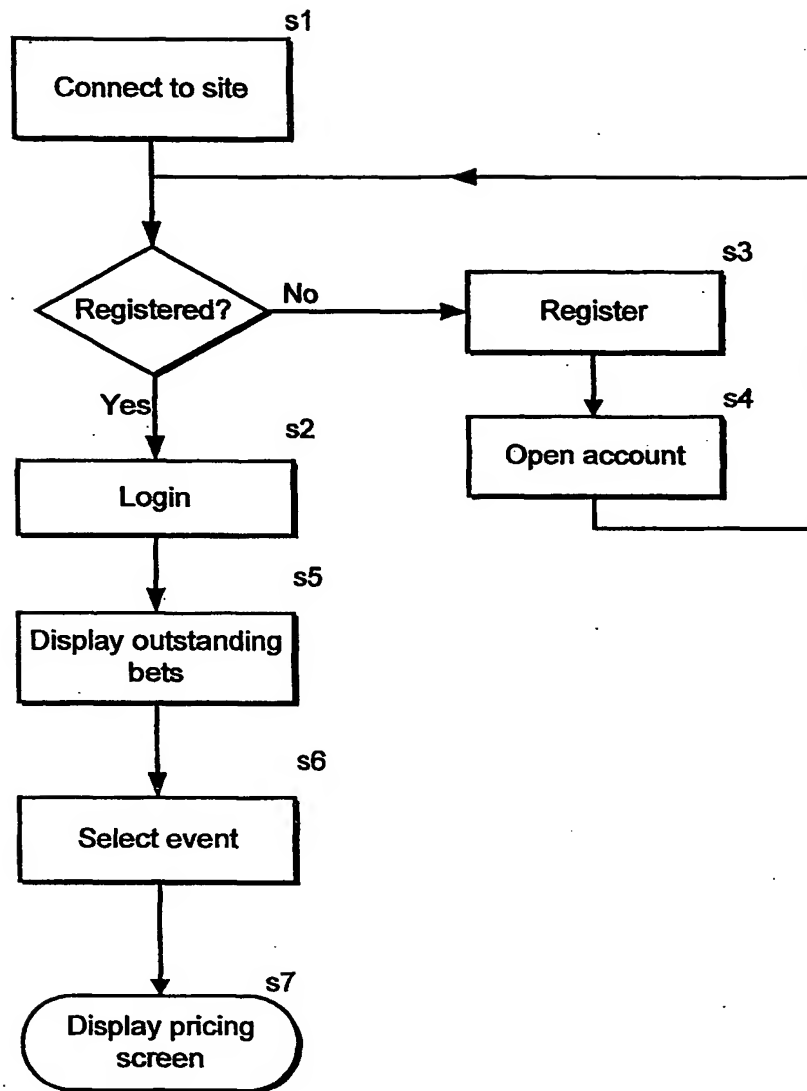 s1
Connect to site
Registered?
No
s3
Register
Yes
s4
Open account
s2
Login
s5
Display outstanding
bets
s6
Select event
s7
Display pricing
screen